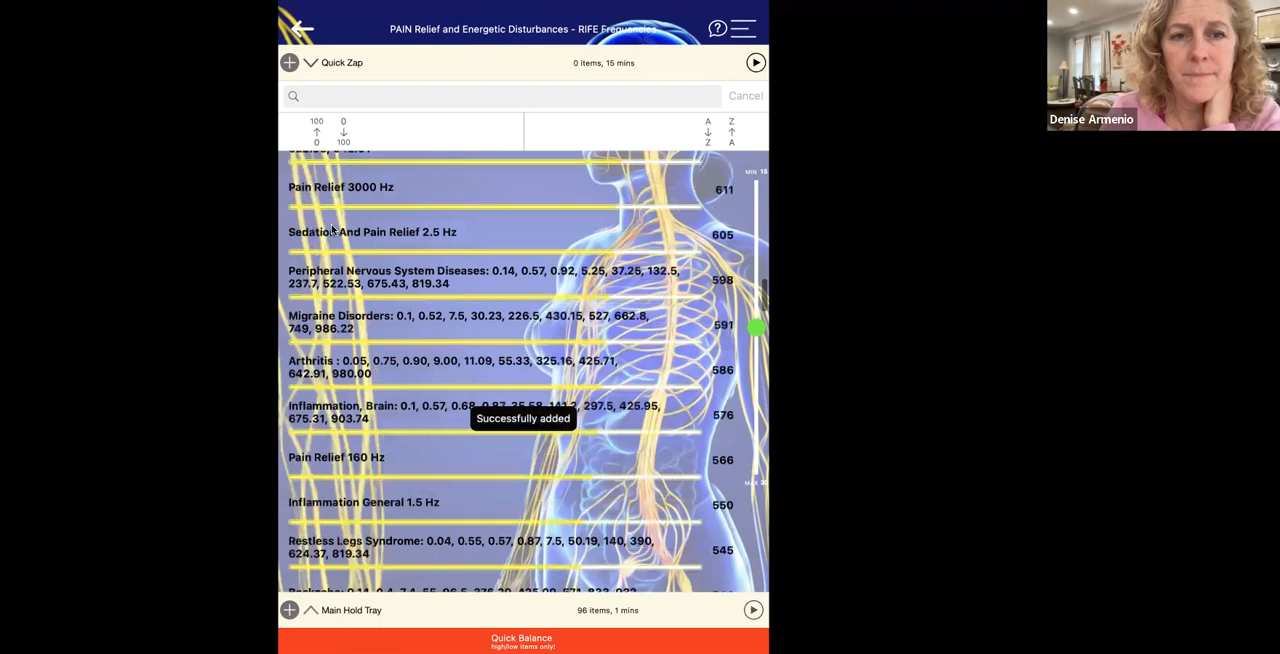 PAIN Relief and Energetic Disturbances - RIFE Frequencies
Quick Zap
0 items, 15 mins
Cancel
100 0
0 100
A Z
Z A
MIN 15
Pain Relief 3000 Hz
611
Sedation And Pain Relief 2.5 Hz
605
Peripheral Nervous System Diseases: 0.14, 0.57, 0.92, 5.25, 37.25, 132.5,
237.7, 522.53, 675.43, 819.34
598
Migraine Disorders: 0.1, 0.52, 7.5, 30.23, 226.5, 430.15, 527, 662.8,
749, 986.22
591
Arthritis : 0.05, 0.75, 0.90, 9.00, 11.09, 55.33, 325.16, 425.71,
642.91, 980.00
586
Inflammation, Brain: 0.1, 0.57, 0.68, 297.5, 425.95,
675.31, 903.74
576
Successfully added
Pain Relief 160 Hz
566
Inflammation General 1.5 Hz
550
Restless Legs Syndrome: 0.04, 0.55, 0.57, 0.87, 7.5, 50.19, 140, 390,
624.37, 819.34
545
Main Hold Tray
96 items, 1 mins
Quick Balance
high/low items only!
Denise Armenio